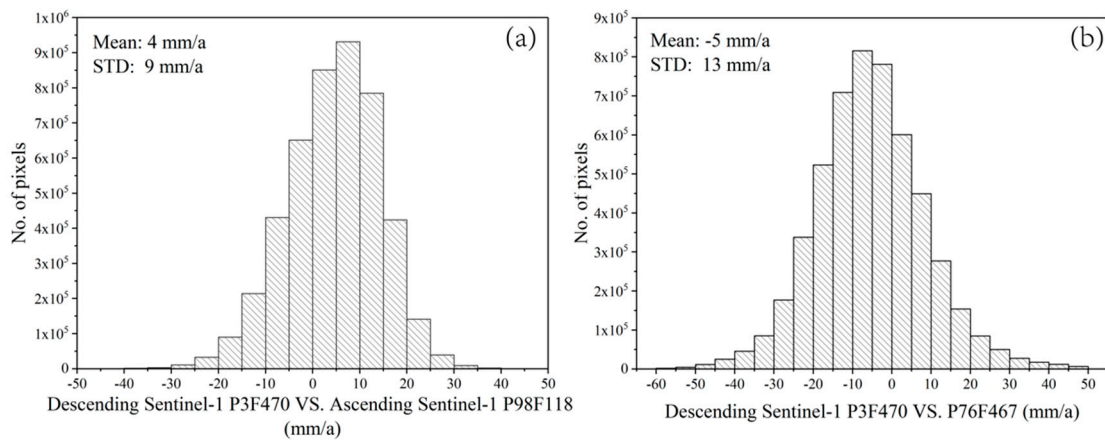 (a)
Mean: 4 mm/a
STD: 9 mm/a
No. of pixels
1x10⁶
9x10⁵
8x10⁵
7x10⁵
6x10⁵
5x10⁵
4x10⁵
3x10⁵
2x10⁵
1x10⁵
0
-50 -40 -30 -20 -10 0 10 20 30 40 50
Descending Sentinel-1 P3F470 VS. Ascending Sentinel-1 P98F118
(mm/a)
(b)
Mean: -5 mm/a
STD: 13 mm/a
No. of pixels
9x10⁵
8x10⁵
7x10⁵
6x10⁵
5x10⁵
4x10⁵
3x10⁵
2x10⁵
1x10⁵
0
-60 -50 -40 -30 -20 -10 0 10 20 30 40 50
Descending Sentinel-1 P3F470 VS. P76F467 (mm/a)